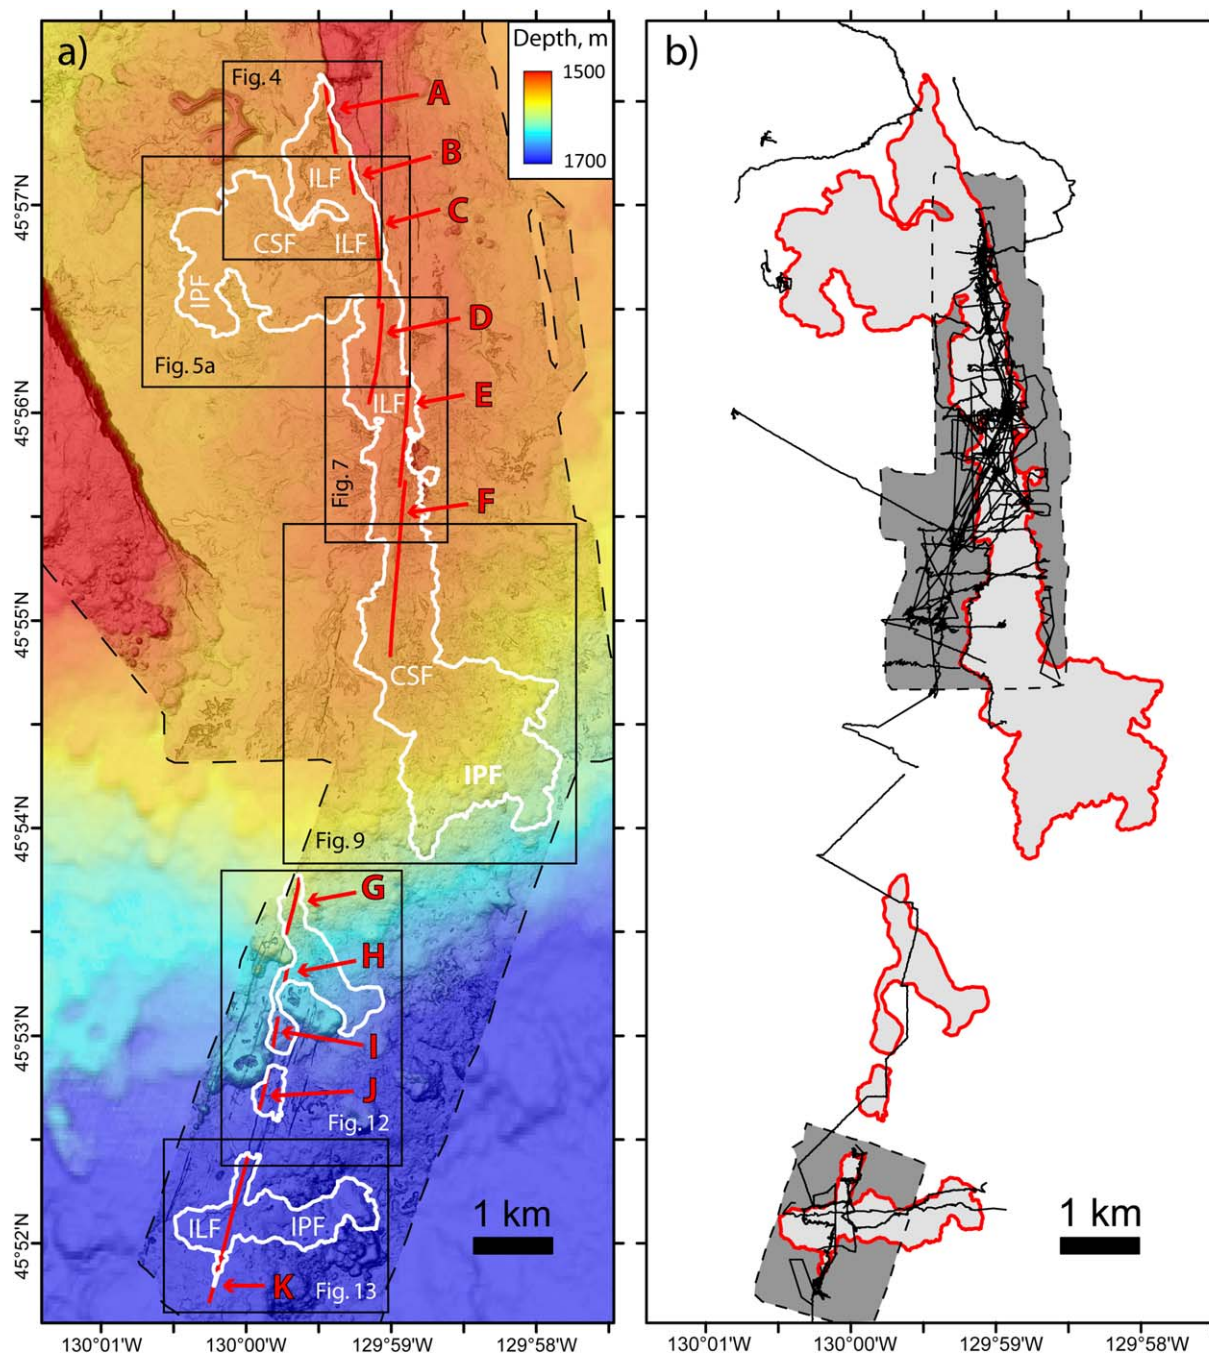 a)
Depth, m
1500
1700
Fig. 4
A
B
C
ILF
CSF
ILF
IPF
Fig. 5a
D
ILF
E
Fig. 7
F
CSF
IPF
Fig. 9
G
H
I
J
Fig. 12
ILF
IPF
K
Fig. 13
1 km
45°57'N
45°56'N
45°55'N
45°54'N
45°53'N
45°52'N
130°01'W
130°00'W
129°59'W
129°58'W
b)
1 km
130°01'W
130°00'W
129°59'W
129°58'W